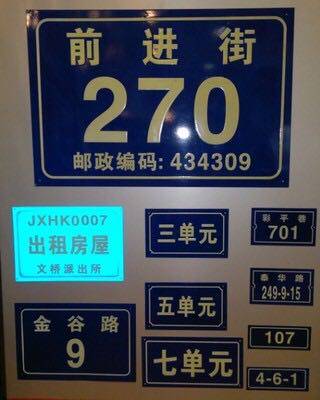 前进街
270
邮政编码: 434309
JXHK0007
出租房屋
文桥派出所
三单元
彩平巷
701
泰华路
249-9-15
五单元
金谷路
9
七单元
107
4-6-1